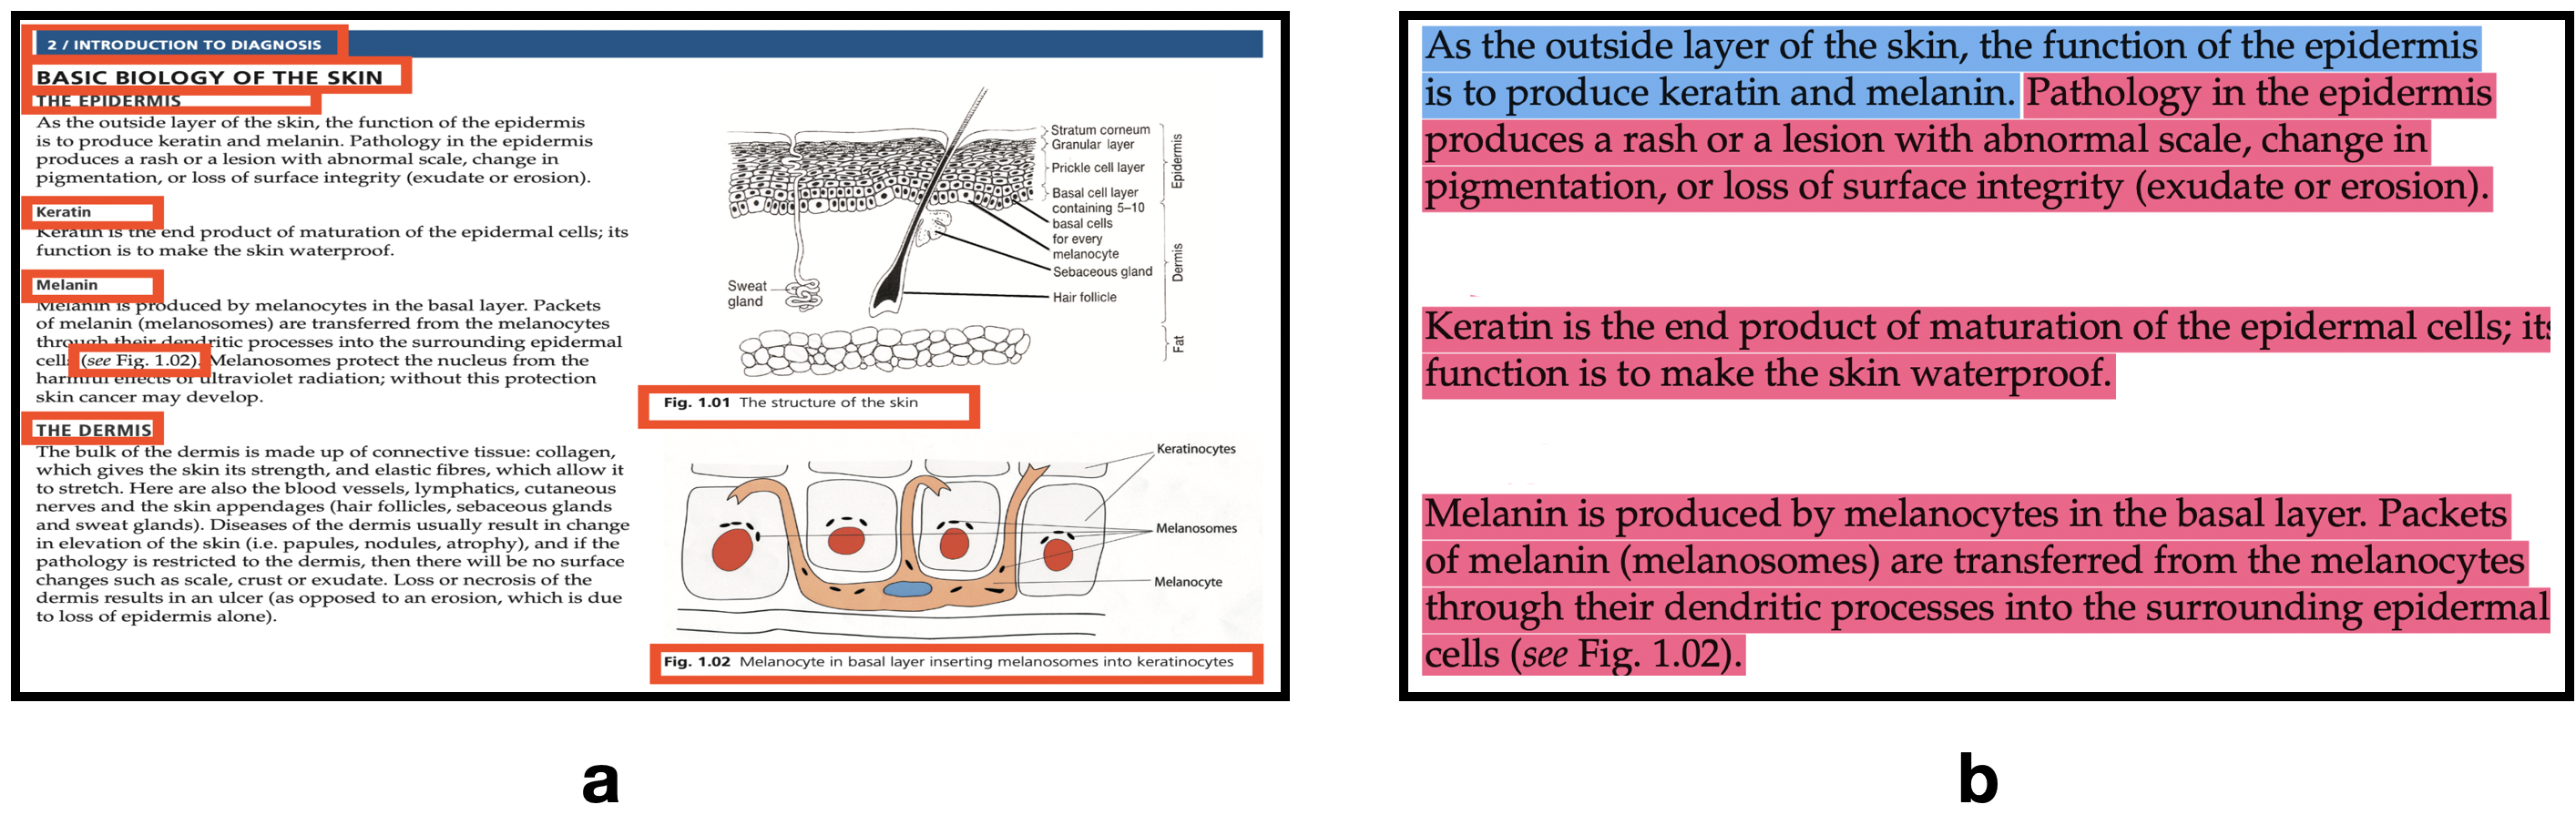 2 / INTRODUCTION TO DIAGNOSIS
BASIC BIOLOGY OF THE SKIN
THE EPIDERMIS
As the outside layer of the skin, the function of the epidermis
is to produce keratin and melanin. Pathology in the epidermis
produces a rash or a lesion with abnormal scale, change in
pigmentation, or loss of surface integrity (exudate or erosion).
Keratin
Keratin is the end product of maturation of the epidermal cells; its
function is to make the skin waterproof.
Melanin
Melanin is produced by melanocytes in the basal layer. Packets
of melanin (melanosomes) are transferred from the melanocytes
through their dendritic processes into the surrounding epidermal
cells (see Fig. 1.02). Melanosomes protect the nucleus from the
harmful effects of ultraviolet radiation; without this protection
skin cancer may develop.
THE DERMIS
The bulk of the dermis is made up of connective tissue: collagen,
which gives the skin its strength, and elastic fibres, which allow it
to stretch. Here are also the blood vessels, lymphatics, cutaneous
nerves and the skin appendages (hair follicles, sebaceous glands
and sweat glands). Diseases of the dermis usually result in change
in elevation of the skin (i.e. papules, nodules, atrophy), and if the
pathology is restricted to the dermis, then there will be no surface
changes such as scale, crust or exudate. Loss or necrosis of the
dermis results in an ulcer (as opposed to an erosion, which is due
to loss of epidermis alone).
Stratum corneum
Granular layer
Prickle cell layer
Basal cell layer
containing 5–10
basal cells
for every
melanocyte
Sebaceous gland
Hair follicle
Sweat
gland
Epidermis
Dermis
Fat
Fig. 1.01 The structure of the skin
Keratinocytes
Melanosomes
Melanocyte
Fig. 1.02 Melanocyte in basal layer inserting melanosomes into keratinocytes
a
As the outside layer of the skin, the function of the epidermis
is to produce keratin and melanin. Pathology in the epidermis
produces a rash or a lesion with abnormal scale, change in
pigmentation, or loss of surface integrity (exudate or erosion).
Keratin is the end product of maturation of the epidermal cells; its
function is to make the skin waterproof.
Melanin is produced by melanocytes in the basal layer. Packets
of melanin (melanosomes) are transferred from the melanocytes
through their dendritic processes into the surrounding epidermal
cells (see Fig. 1.02).
b